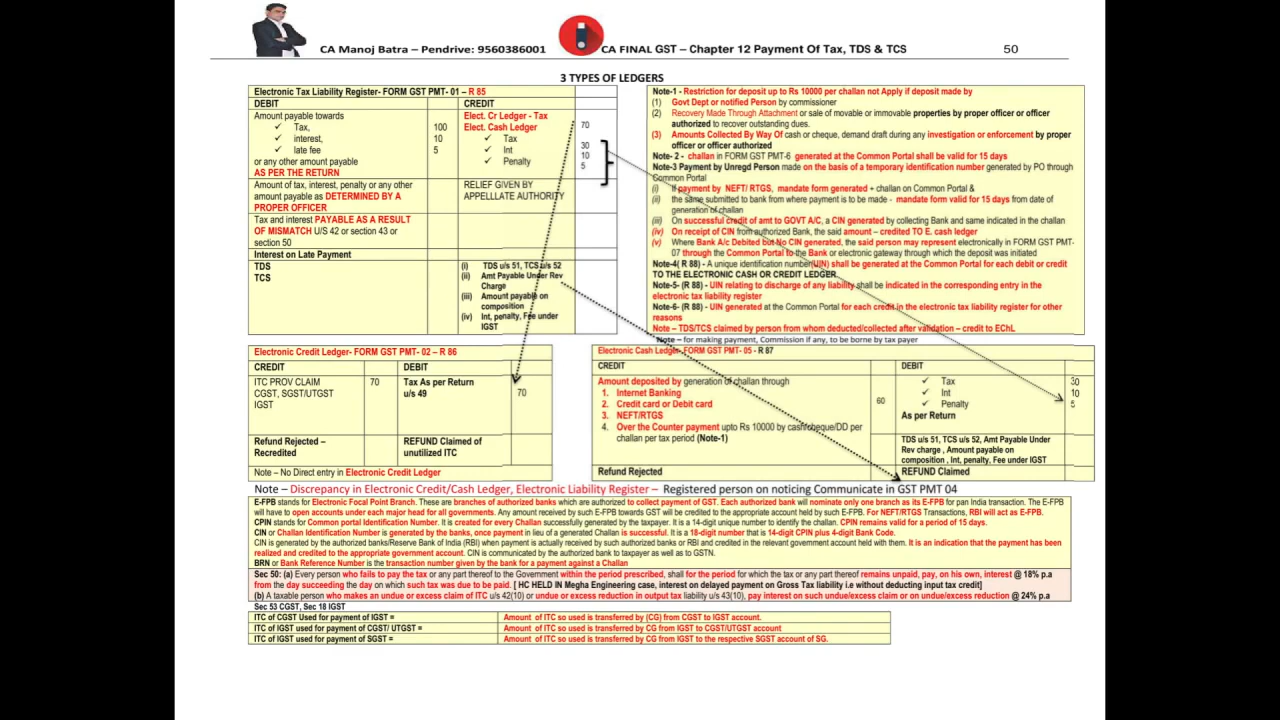 CA Manoj Batra – Pendrive: 9560386001
CA FINAL GST – Chapter 12 Payment Of Tax, TDS & TCS
50
3 TYPES OF LEDGERS
Electronic Tax Liability Register- FORM GST PMT- 01 – R 85
DEBIT
CREDIT
Amount payable towards
✓ Tax,
✓ interest,
✓ late fee
or any other amount payable
AS PER THE RETURN
100
10
5
Elect. Cr Ledger - Tax
Elect. Cash Ledger
✓ Tax
✓ Int
✓ Penalty
70
30
10
5
Amount of tax, interest, penalty or any other
amount payable as DETERMINED BY A
PROPER OFFICER
RELIEF GIVEN BY
APPELLLATE AUTHORITY
Tax and interest PAYABLE AS A RESULT
OF MISMATCH U/S 42 or section 43 or
section 50
Interest on Late Payment
TDS
TCS
(i) TDS u/s 51, TCS u/s 52
(ii) Amt Payable Under Rev
Charge
(iii) Amount payable on
composition
(iv) Int, penalty, Fee under
IGST
Note-1 - Restriction for deposit up to Rs 10000 per challan not Apply if deposit made by
(1) Govt Dept or notified Person by commissioner
(2) Recovery Made Through Attachment or sale of movable or immovable properties by proper officer or officer
authorized to recover outstanding dues.
(3) Amounts Collected By Way Of cash or cheque, demand draft during any investigation or enforcement by proper
officer or officer authorized
Note- 2 - challan in FORM GST PMT-6 generated at the Common Portal shall be valid for 15 days
Note-3 Payment by Unregd Person made on the basis of a temporary identification number generated by PO through
Common Portal
(i) If payment by NEFT/ RTGS, mandate form generated + challan on Common Portal &
(ii) the same submitted to bank from where payment is to be made - mandate form valid for 15 days from date of
generation of challan
(iii) On successful credit of amt to GOVT A/C, a CIN generated by collecting Bank and same indicated in the challan
(iv) On receipt of CIN from authorized Bank, the said amount – credited TO E. cash ledger
(v) Where Bank A/c Debited but No CIN generated, the said person may represent electronically in FORM GST PMT-
07 through the Common Portal to the Bank or electronic gateway through which the deposit was initiated
Note-4( R 88) - A unique identification number(UIN) shall be generated at the Common Portal for each debit or credit
TO THE ELECTRONIC CASH OR CREDIT LEDGER
Note-5- (R 88) - UIN relating to discharge of any liability shall be indicated in the corresponding entry in the
electronic tax liability register
Note-6- (R 88) - UIN generated at the Common Portal for each credit in the electronic tax liability register for other
reasons
Note – TDS/TCS claimed by person from whom deducted/collected after validation – credit to EChL
Note – for making payment, Commission if any, to be borne by tax payer
Electronic Credit Ledger- FORM GST PMT- 02 – R 86
CREDIT
DEBIT
ITC PROV CLAIM
CGST, SGST/UTGST
IGST
70
Tax As per Return
u/s 49
70
Refund Rejected –
Recredited
REFUND Claimed of
unutilized ITC
Note – No Direct entry in Electronic Credit Ledger
Electronic Cash Ledger- FORM GST PMT- 05 - R 87
CREDIT
DEBIT
Amount deposited by generation of challan through
1. Internet Banking
2. Credit card or Debit card
3. NEFT/RTGS
4. Over the Counter payment upto Rs 10000 by cash/cheque/DD per
challan per tax period (Note-1)
60
✓ Tax
✓ Int
✓ Penalty
As per Return
30
10
5
TDS u/s 51, TCS u/s 52, Amt Payable Under
Rev charge , Amount payable on
composition , Int, penalty, Fee under IGST
Refund Rejected
REFUND Claimed
Note – Discrepancy in Electronic Credit/Cash Ledger, Electronic Liability Register – Registered person on noticing Communicate in GST PMT 04
E-FPB stands for Electronic Focal Point Branch. These are branches of authorized banks which are authorized to collect payment of GST. Each authorized bank will nominate only one branch as its E-FPB for pan India transaction. The E-FPB
will have to open accounts under each major head for all governments. Any amount received by such E-FPB towards GST will be credited to the appropriate account held by such E-FPB. For NEFT/RTGS Transactions, RBI will act as E-FPB.
CPIN stands for Common portal Identification Number. It is created for every Challan successfully generated by the taxpayer. It is a 14-digit unique number to identify the challan. CPIN remains valid for a period of 15 days.
CIN or Challan Identification Number is generated by the banks, once payment in lieu of a generated Challan is successful. It is a 18-digit number that is 14-digit CPIN plus 4-digit Bank Code.
CIN is generated by the authorized banks/Reserve Bank of India (RBI) when payment is actually received by such authorized banks or RBI and credited in the relevant government account held with them. It is an indication that the payment has been
realized and credited to the appropriate government account. CIN is communicated by the authorized bank to taxpayer as well as to GSTN.
BRN or Bank Reference Number is the transaction number given by the bank for a payment against a Challan
Sec 50: (a) Every person who fails to pay the tax or any part thereof to the Government within the period prescribed, shall for the period for which the tax or any part thereof remains unpaid, pay, on his own, interest @ 18% p.a
from the day succeeding the day on which such tax was due to be paid. [ HC HELD IN Megha Engineering case, interest on delayed payment on Gross Tax liability i.e without deducting input tax credit]
(b) A taxable person who makes an undue or excess claim of ITC u/s 42(10) or undue or excess reduction in output tax liability u/s 43(10), pay interest on such undue/excess claim or on undue/excess reduction @ 24% p.a
Sec 53 CGST, Sec 18 IGST
ITC of CGST Used for payment of IGST =
Amount of ITC so used is transferred by (CG) from CGST to IGST account.
ITC of IGST used for payment of CGST/ UTGST =
Amount of ITC so used is transferred by CG from IGST to CGST/UTGST account
ITC of IGST used for payment of SGST =
Amount of ITC so used is transferred by CG from IGST to the respective SGST account of SG.